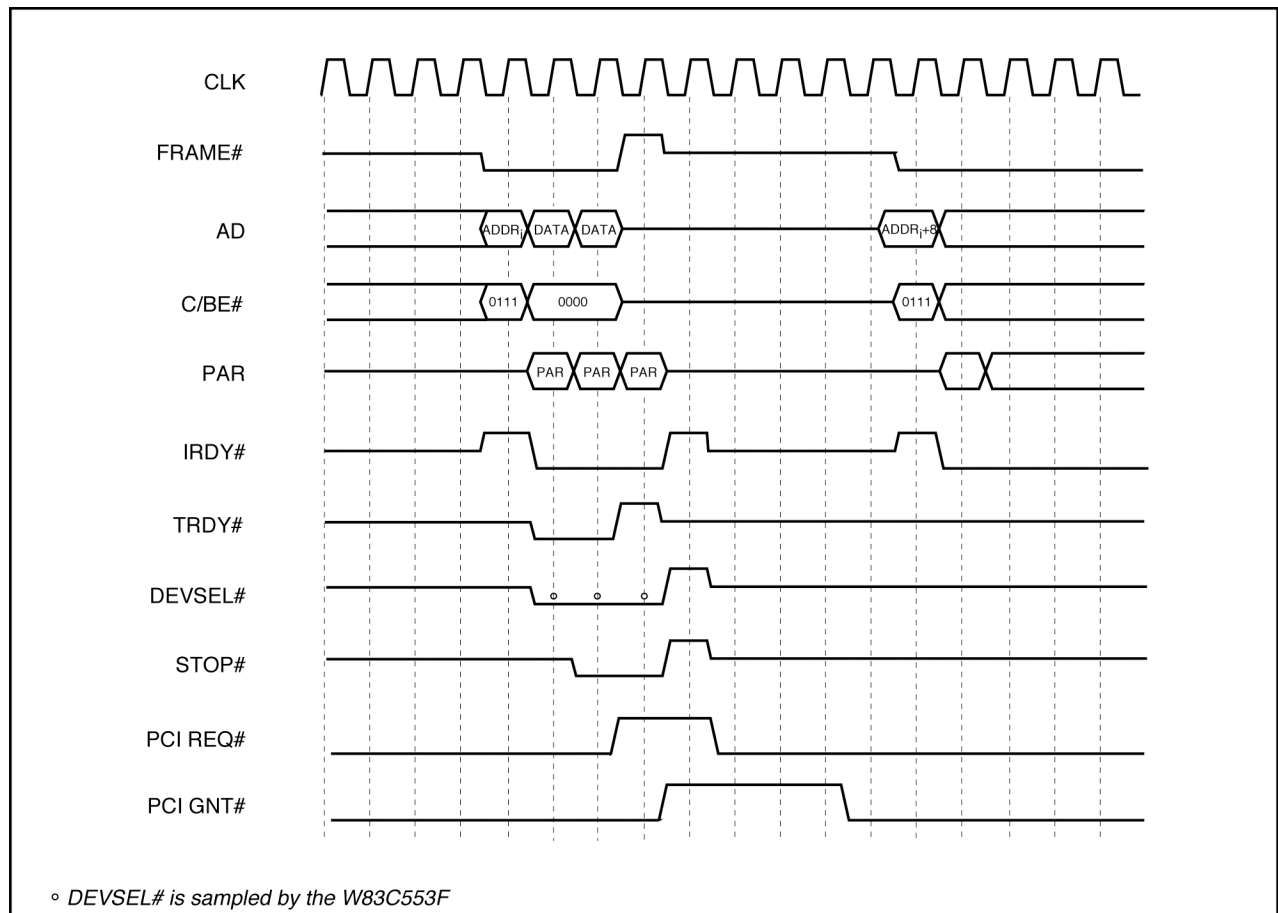 CLK
FRAME#
AD
ADDRi DATA DATA ADDRi+8
C/BE#
0111 0000 0111
PAR
PAR PAR PAR
IRDY#
TRDY#
DEVSEL#
STOP#
PCI REQ#
PCI GNT#
° DEVSEL# is sampled by the W83C553F